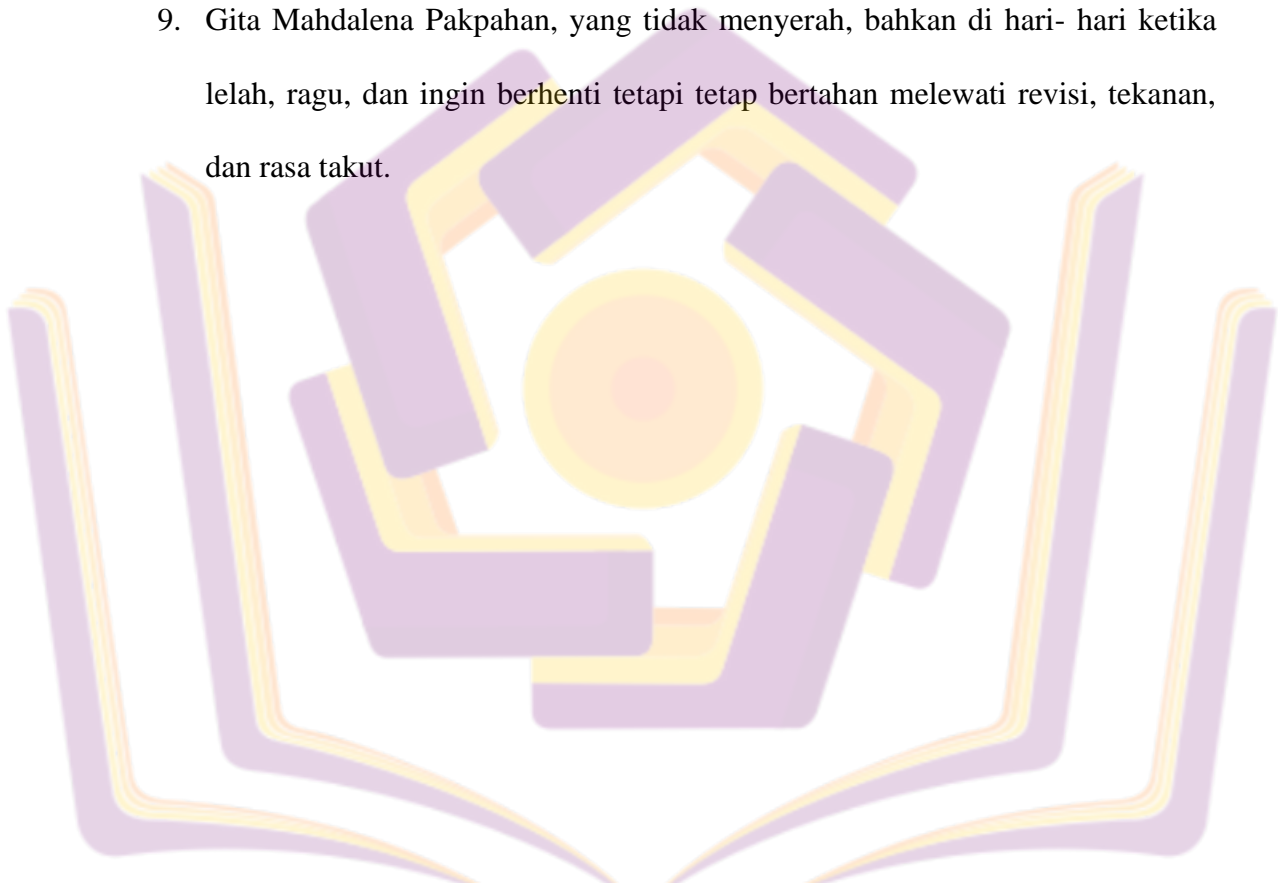 9. Gita Mahdalena Pakpahan, yang tidak menyerah, bahkan di hari- hari ketika
lelah, ragu, dan ingin berhenti tetapi tetap bertahan melewati revisi, tekanan,
dan rasa takut.